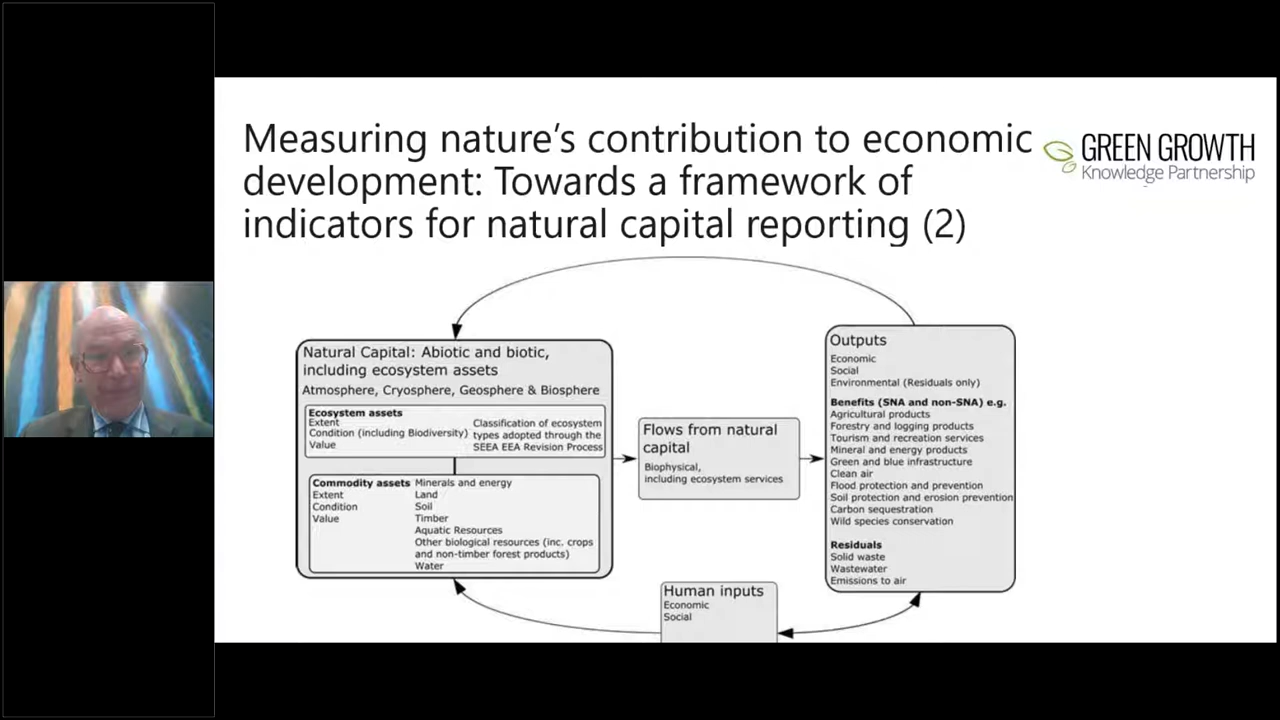 Measuring nature's contribution to economic
development: Towards a framework of
indicators for natural capital reporting (2)
GREEN GROWTH
Knowledge Partnership
Natural Capital: Abiotic and biotic,
including ecosystem assets
Atmosphere, Cryosphere, Geosphere & Biosphere
Ecosystem assets
Extent
Condition (including Biodiversity)
Value
Classification of ecosystem
types adopted through the
SEEA EEA Revision Process
Commodity assets
Extent
Condition
Value
Minerals and energy
Land
Soil
Timber
Aquatic Resources
Other biological resources (inc. crops
and non-timber forest products)
Water
Flows from natural
capital
Biophysical,
including ecosystem services
Outputs
Economic
Social
Environmental (Residuals only)
Benefits (SNA and non-SNA) e.g.
Agricultural products
Forestry and logging products
Tourism and recreation services
Mineral and energy products
Green and blue infrastructure
Clean air
Flood protection and prevention
Soil protection and erosion prevention
Carbon sequestration
Wild species conservation
Residuals
Solid waste
Wastewater
Emissions to air
Human inputs
Economic
Social